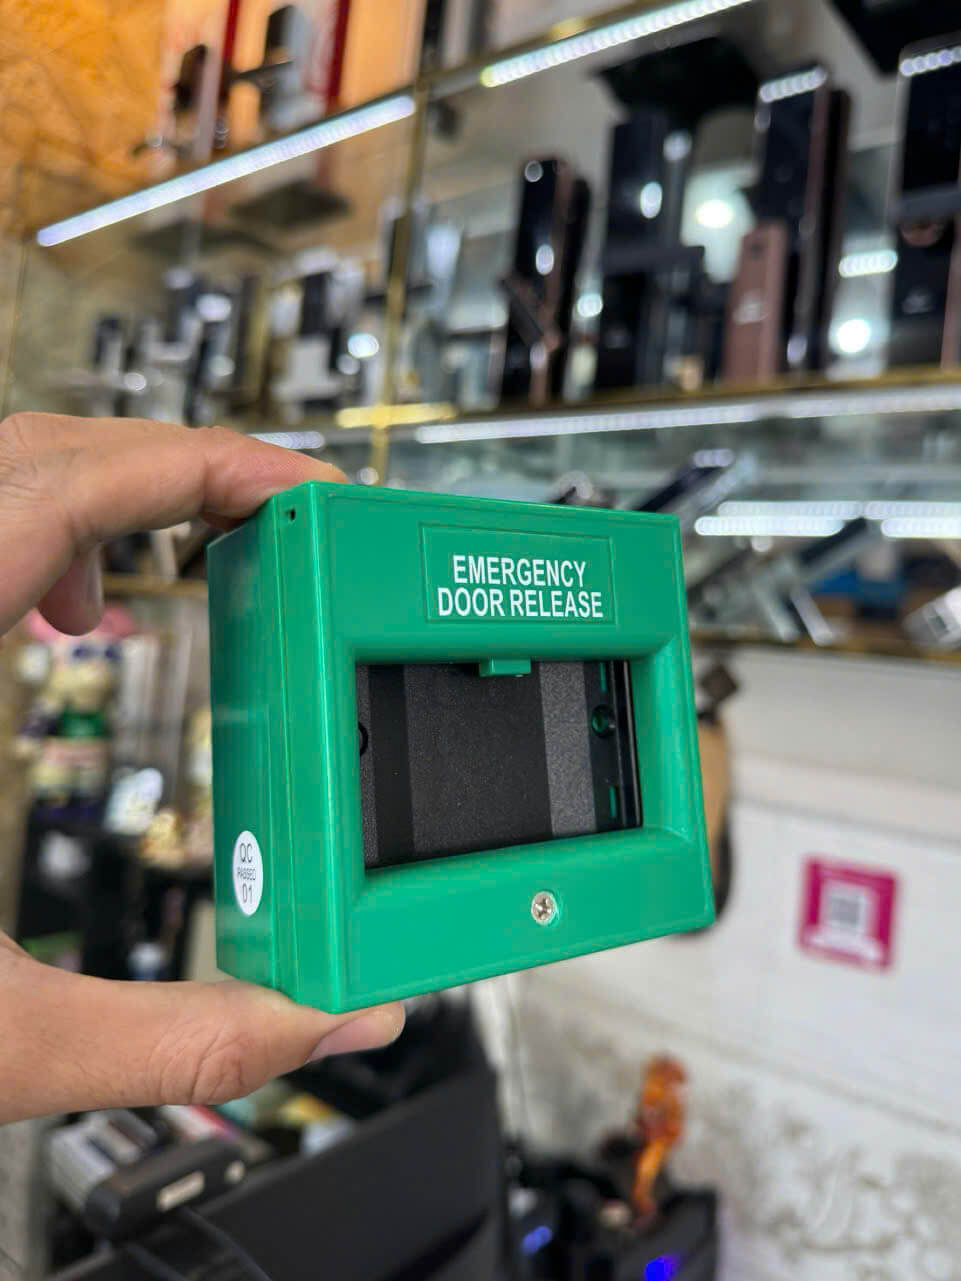 EMERGENCY
DOOR RELEASE
QC
PASSED
01